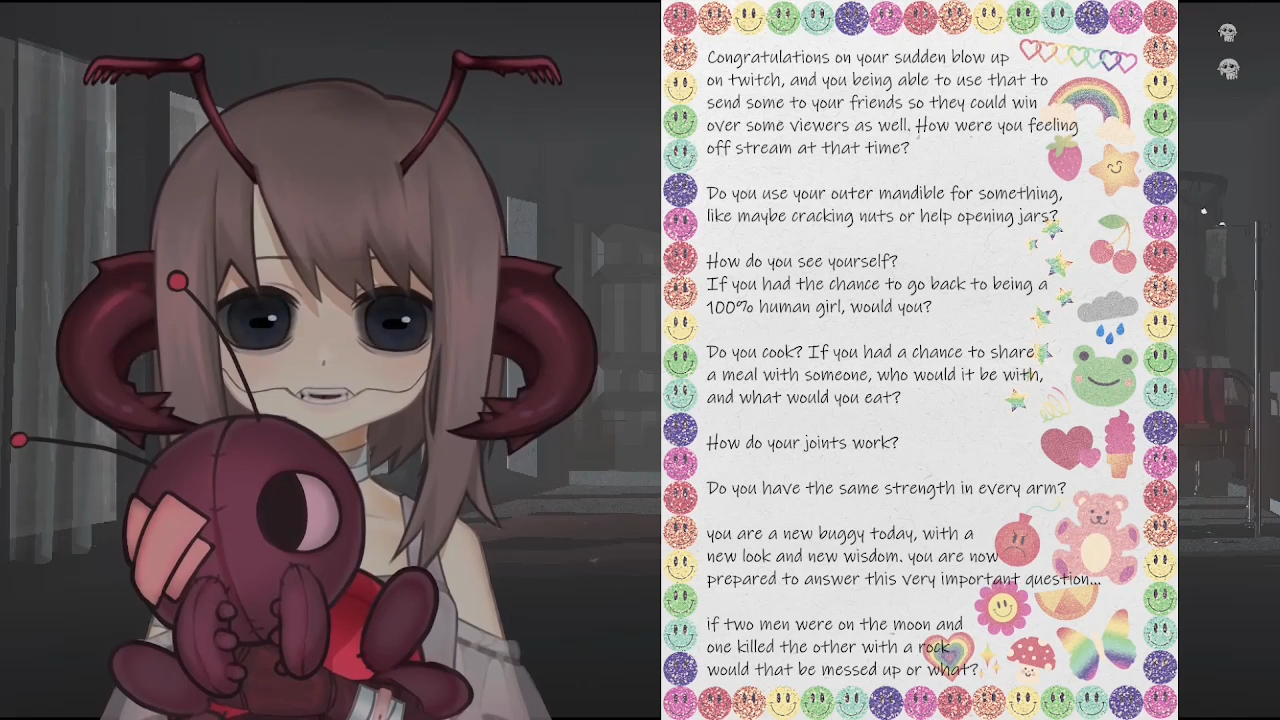 Congratulations on your sudden blow up
on twitch, and you being able to use that to
send some to your friends so they could win
over some viewers as well. How were you feeling
off stream at that time?
Do you use your outer mandible for something,
like maybe cracking nuts or help opening jars?
How do you see yourself?
If you had the chance to go back to being a
100% human girl, would you?
Do you cook? If you had a chance to share
a meal with someone, who would it be with,
and what would you eat?
How do your joints work?
Do you have the same strength in every arm?
you are a new buggy today, with a
new look and new wisdom. you are now
prepared to answer this very important question...
if two men were on the moon and
one killed the other with a rock
would that be messed up or what?